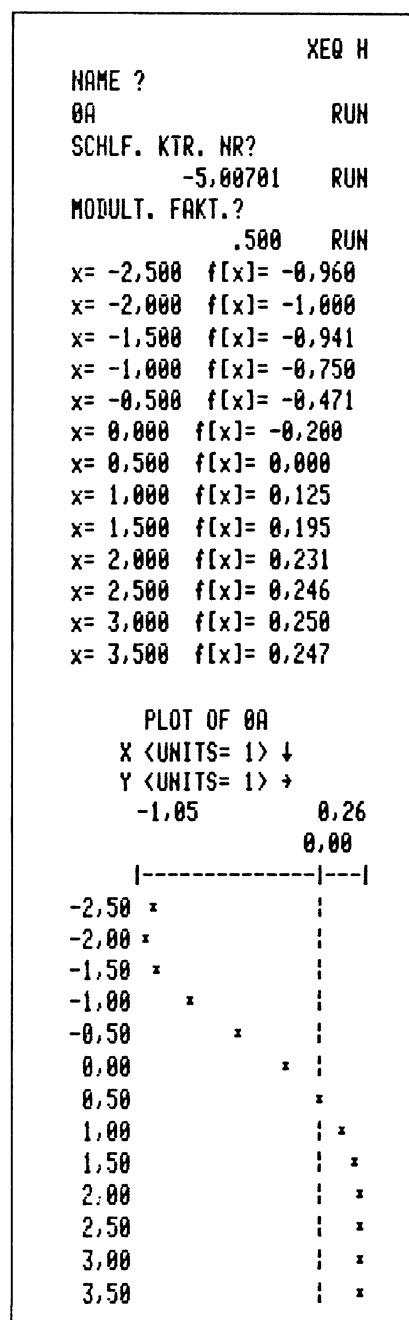 XEQ H
NAME ?
0A RUN
SCHLF. KTR. NR?
-5,00701 RUN
MODULT. FAKT.?
.500 RUN
x= -2,500 f[x]= -0,960
x= -2,000 f[x]= -1,000
x= -1,500 f[x]= -0,941
x= -1,000 f[x]= -0,750
x= -0,500 f[x]= -0,471
x= 0,000 f[x]= -0,200
x= 0,500 f[x]= 0,000
x= 1,000 f[x]= 0,125
x= 1,500 f[x]= 0,195
x= 2,000 f[x]= 0,231
x= 2,500 f[x]= 0,246
x= 3,000 f[x]= 0,250
x= 3,500 f[x]= 0,247
PLOT OF 0A
X <UNITS= 1> ↓
Y <UNITS= 1> →
-1,05 0,26
0,00
|---------------|---|
-2,50 x ¦
-2,00 x ¦
-1,50 x ¦
-1,00 x ¦
-0,50 x ¦
0,00 x ¦
0,50 x
1,00 ¦ x
1,50 ¦ x
2,00 ¦ x
2,50 ¦ x
3,00 ¦ x
3,50 ¦ x